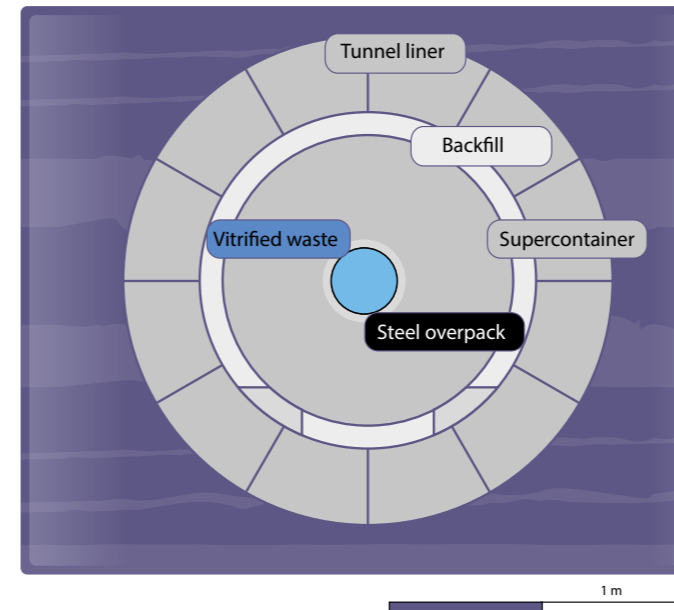 Tunnel liner
Backfill
Vitrified waste
Supercontainer
Steel overpack
1 m